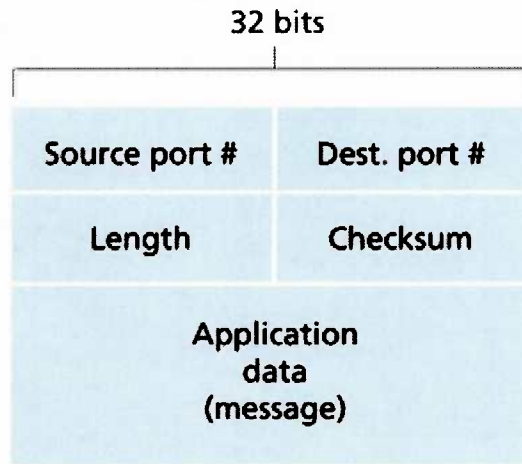 32 bits
Source port #
Dest. port #
Length
Checksum
Application
data
(message)